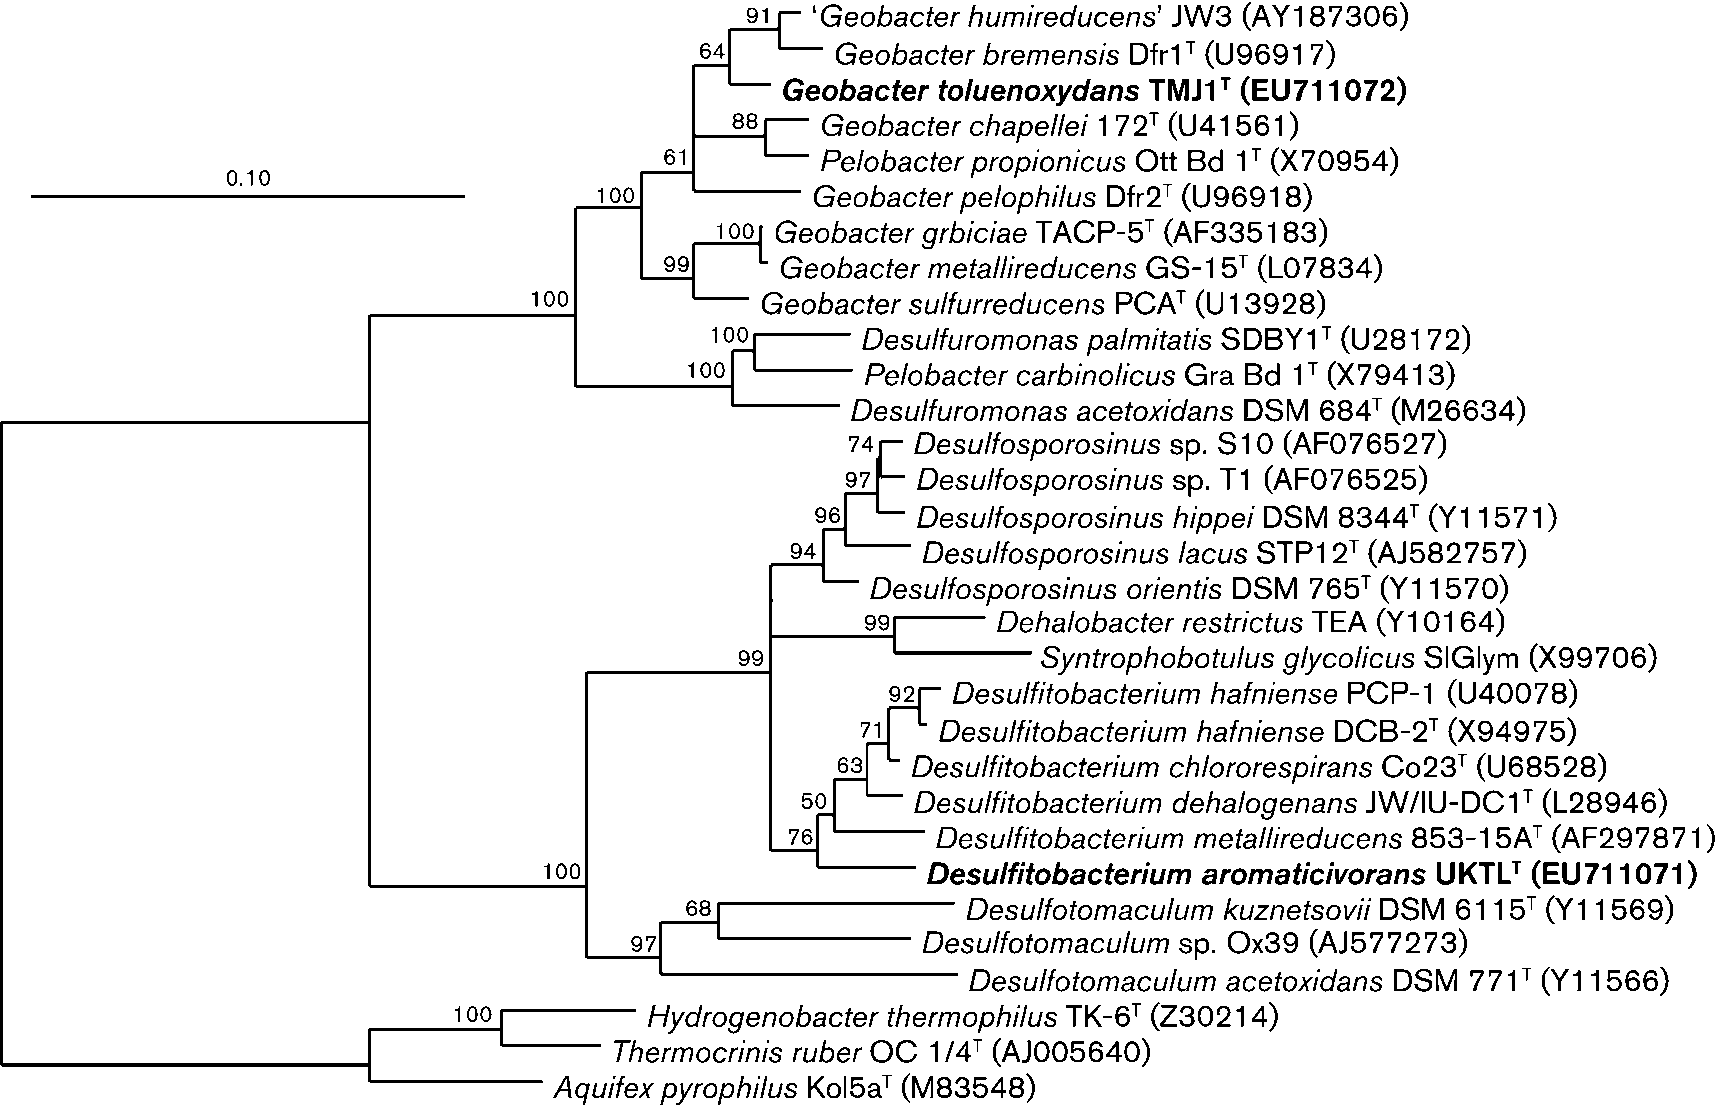 91 ‘Geobacter humireducens’ JW3 (AY187306)
Geobacter bremensis Dfr1ᵀ (U96917)
64
Geobacter toluenoxydans TMJ1ᵀ (EU711072)
88 Geobacter chapellei 172ᵀ (U41561)
61 Pelobacter propionicus Ott Bd 1ᵀ (X70954)
0.10
100 Geobacter pelophilus Dfr2ᵀ (U96918)
100 Geobacter grbiciae TACP-5ᵀ (AF335183)
99 Geobacter metallireducens GS-15ᵀ (L07834)
100 Geobacter sulfurreducens PCAᵀ (U13928)
100 Desulfuromonas palmitatis SDBY1ᵀ (U28172)
100 Pelobacter carbinolicus Gra Bd 1ᵀ (X79413)
Desulfuromonas acetoxidans DSM 684ᵀ (M26634)
74 Desulfosporosinus sp. S10 (AF076527)
97 Desulfosporosinus sp. T1 (AF076525)
96 Desulfosporosinus hippei DSM 8344ᵀ (Y11571)
94 Desulfosporosinus lacus STP12ᵀ (AJ582757)
Desulfosporosinus orientis DSM 765ᵀ (Y11570)
99 Dehalobacter restrictus TEA (Y10164)
99 Syntrophobotulus glycolicus SlGlym (X99706)
92 Desulfitobacterium hafniense PCP-1 (U40078)
71 Desulfitobacterium hafniense DCB-2ᵀ (X94975)
63 Desulfitobacterium chlororespirans Co23ᵀ (U68528)
50 Desulfitobacterium dehalogenans JW/IU-DC1ᵀ (L28946)
76 Desulfitobacterium metallireducens 853-15Aᵀ (AF297871)
100 Desulfitobacterium aromaticivorans UKTLᵀ (EU711071)
68 Desulfotomaculum kuznetsovii DSM 6115ᵀ (Y11569)
97 Desulfotomaculum sp. Ox39 (AJ577273)
Desulfotomaculum acetoxidans DSM 771ᵀ (Y11566)
100 Hydrogenobacter thermophilus TK-6ᵀ (Z30214)
Thermocrinis ruber OC 1/4ᵀ (AJ005640)
Aquifex pyrophilus Kol5aᵀ (M83548)